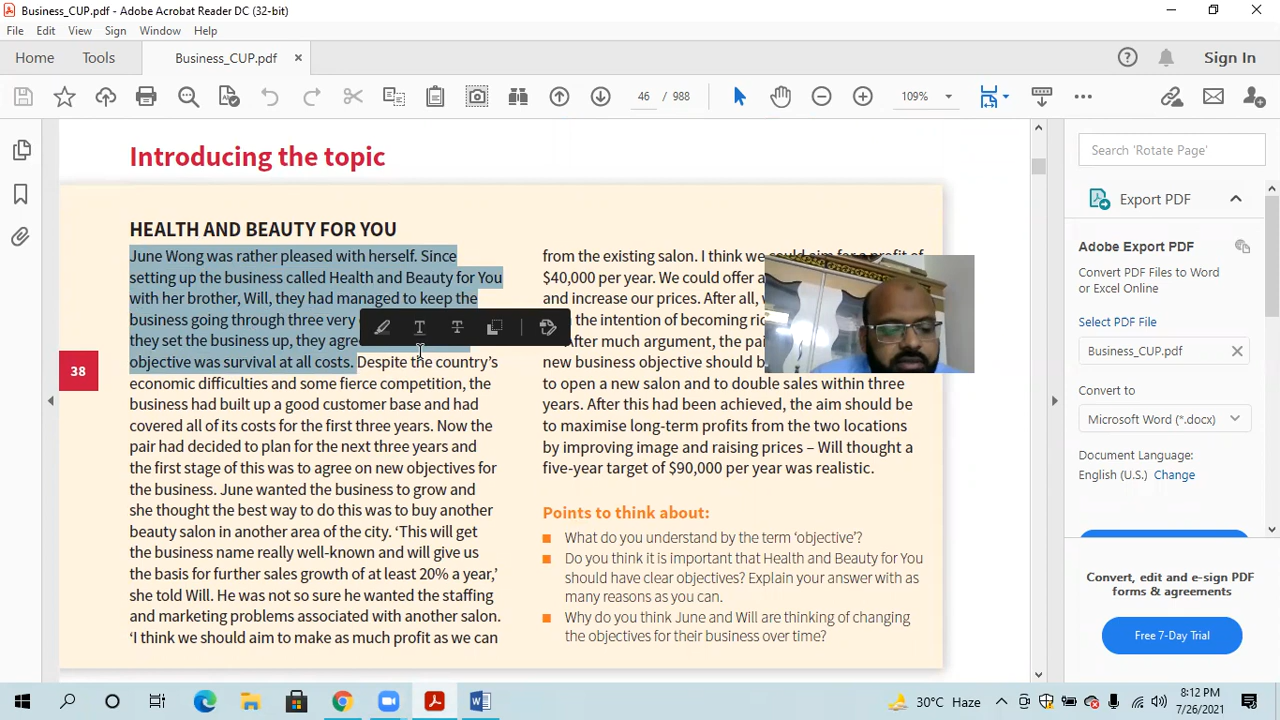 Business_CUP.pdf - Adobe Acrobat Reader DC (32-bit)
File Edit View Sign Window Help
Home Tools Business_CUP.pdf × Sign In
46 / 988 109%
Introducing the topic
HEALTH AND BEAUTY FOR YOU
June Wong was rather pleased with herself. Since
setting up the business called Health and Beauty for You
with her brother, Will, they had managed to keep the
business going through three very
they set the business up, they
objective was survival at all costs. Despite the country's
economic difficulties and some fierce competition, the
business had built up a good customer base and had
covered all of its costs for the first three years. Now the
pair had decided to plan for the next three years and
the first stage of this was to agree on new objectives for
the business. June wanted the business to grow and
she thought the best way to do this was to buy another
beauty salon in another area of the city. 'This will get
the business name really well-known and will give us
the basis for further sales growth of at least 20% a year,'
she told Will. He was not so sure he wanted the staffing
and marketing problems associated with another salon.
'I think we should aim to make as much profit as we can
38
from the existing salon. I think we could aim for a profit of
$40,000 per year. We could offer
and increase our prices. After all,
the intention of becoming
After much argument, the
new business objective should
to open a new salon and to double sales within three
years. After this had been achieved, the aim should be
to maximise long-term profits from the two locations
by improving image and raising prices – Will thought a
five-year target of $90,000 per year was realistic.
Points to think about:
■ What do you understand by the term 'objective'?
■ Do you think it is important that Health and Beauty for You
should have clear objectives? Explain your answer with as
many reasons as you can.
■ Why do you think June and Will are thinking of changing
the objectives for their business over time?
Search 'Rotate Page'
Export PDF
Adobe Export PDF
Convert PDF Files to Word
or Excel Online
Select PDF File
Business_CUP.pdf
Convert to
Microsoft Word (*.docx)
Document Language:
English (U.S.) Change
Convert, edit and e-sign PDF
forms & agreements
Free 7-Day Trial
30°C Haze
8:12 PM
7/26/2021